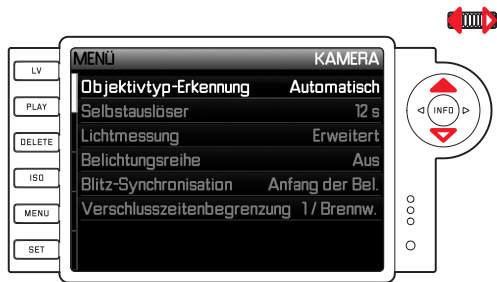 MENÜ KAMERA
LV
Objektivtyp-Erkennung Automatisch
PLAY
Selbstauslöser 12 s
INFO
DELETE
Lichtmessung Erweitert
Belichtungsreihe Aus
ISO
Blitz-Synchronisation Anfang der Bel.
MENU
Verschlusszeitenbegrenzung 1 / Brennw.
SET